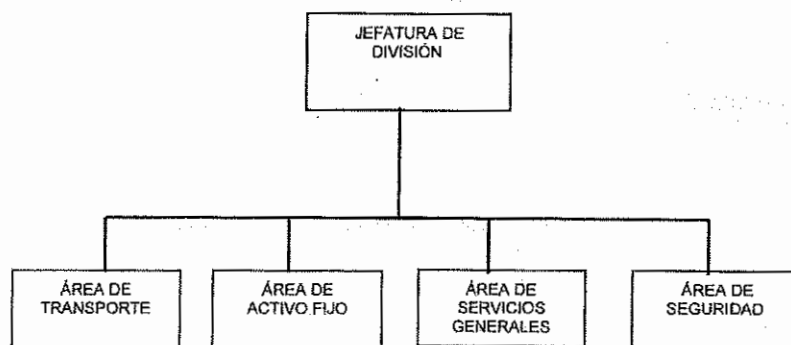 JEFATURA DE
DIVISIÓN
ÁREA DE
TRANSPORTE
ÁREA DE
ACTIVO FIJO
ÁREA DE
SERVICIOS
GENERALES
ÁREA DE
SEGURIDAD